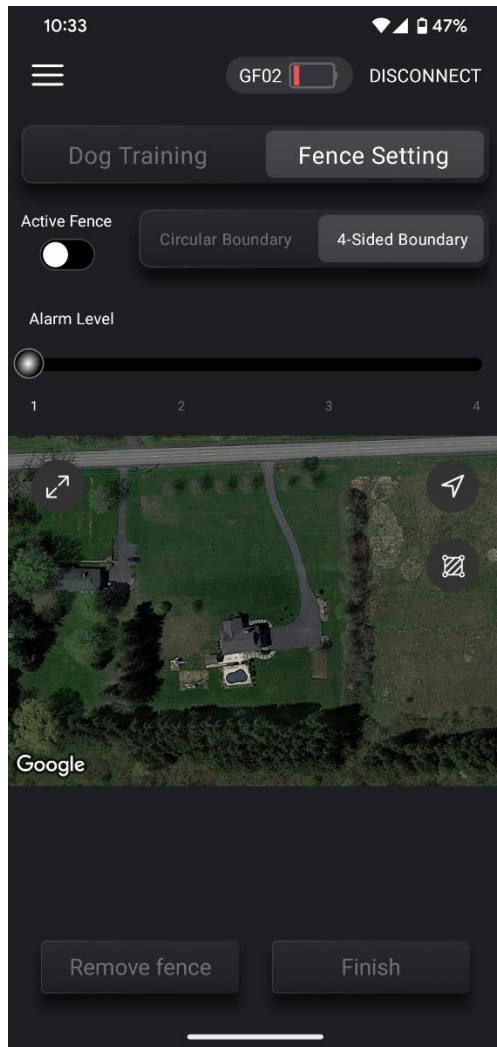 10:33 47%
GF02 DISCONNECT
Dog Training Fence Setting
Active Fence
Circular Boundary 4-Sided Boundary
Alarm Level
1 2 3 4
Google
Remove fence Finish